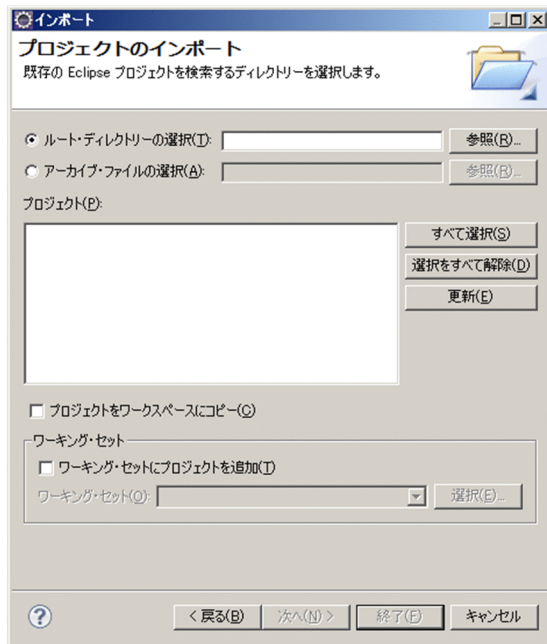 インポート
プロジェクトのインポート
既存の Eclipse プロジェクトを検索するディレクトリーを選択します。
ルート・ディレクトリーの選択(T):
参照(R)...
アーカイブ・ファイルの選択(A):
参照(R)...
プロジェクト(P):
すべて選択(S)
選択をすべて解除(D)
更新(E)
プロジェクトをワークスペースにコピー(C)
ワーキング・セット
ワーキング・セットにプロジェクトを追加(T)
ワーキング・セット(O):
選択(E)...
?
< 戻る(B)
次へ(N) >
終了(F)
キャンセル